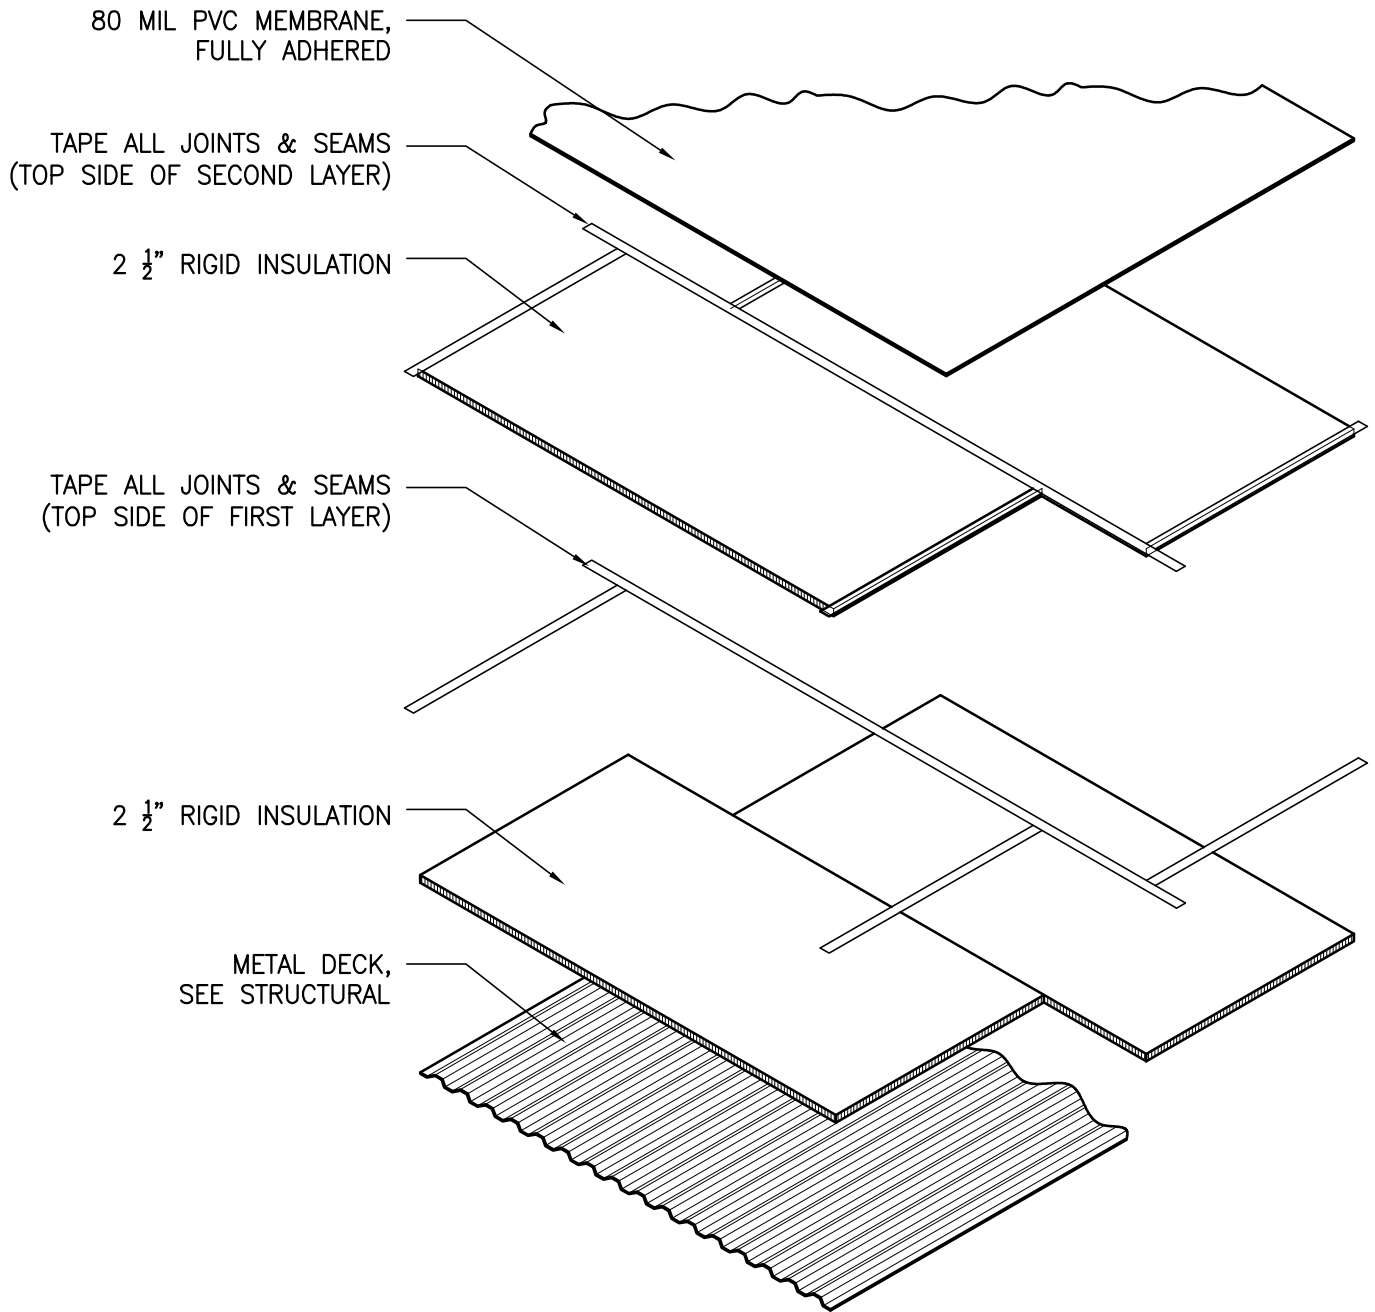 80 MIL PVC MEMBRANE,
FULLY ADHERED
TAPE ALL JOINTS & SEAMS
(TOP SIDE OF SECOND LAYER)
2 ½" RIGID INSULATION
TAPE ALL JOINTS & SEAMS
(TOP SIDE OF FIRST LAYER)
2 ½" RIGID INSULATION
METAL DECK,
SEE STRUCTURAL